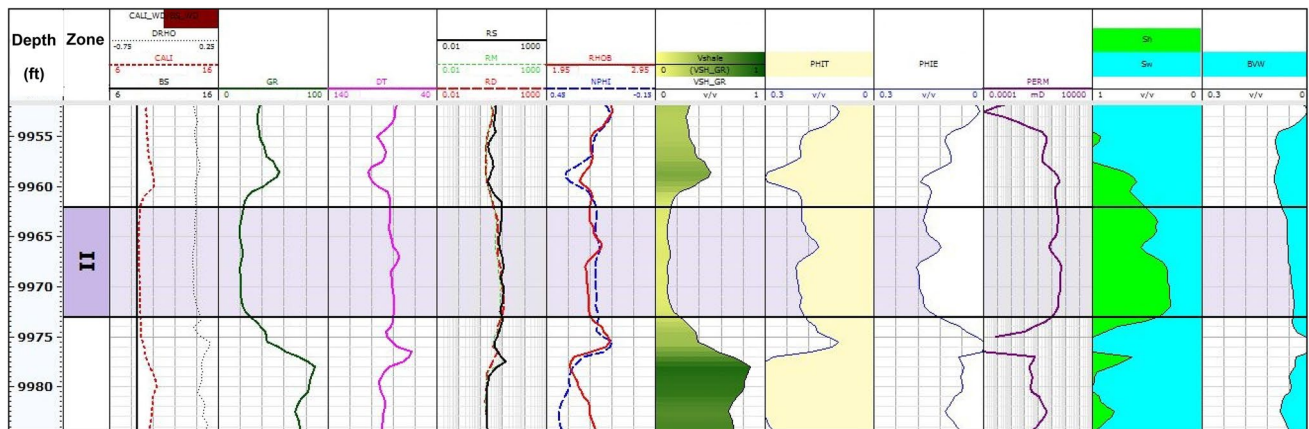 Depth
(ft)
Zone
CALI_WD
DRHO
-0.75 0.25
CALI
6 16
BS
6 16
GR
0 100
DT
140 40
RS
0.01 1000
RM
0.01 1000
RD
0.01 1000
RHOB
1.95 2.95
NPHI
0.45 -0.15
Vshale
0 (VSH_GR) 1
VSH_GR
0 v/v 1
PHIT
0.3 v/v 0
PHIE
0.3 v/v 0
PERM
0.0001 mD 10000
Sh
Sw
1 v/v 0
BVW
0.3 v/v 0
9955
9960
9965
II
9970
9975
9980